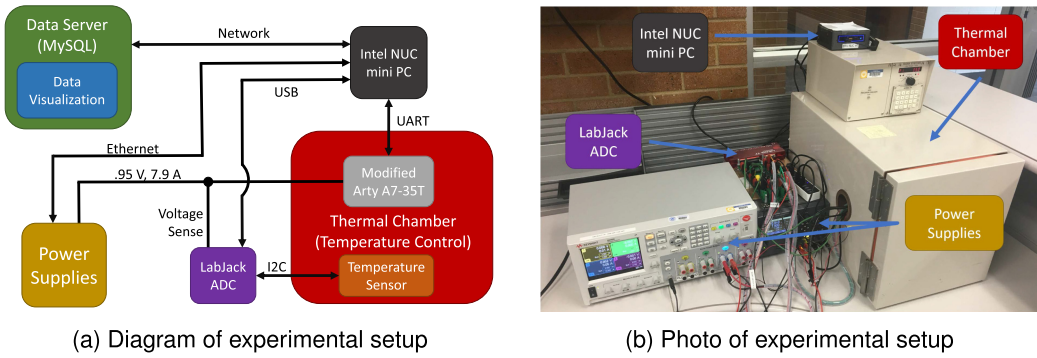 Data Server
(MySQL)
Data
Visualization
Network
Intel NUC
mini PC
USB
UART
Ethernet
.95 V, 7.9 A
Voltage
Sense
Modified
Arty A7-35T
Thermal Chamber
(Temperature Control)
Power
Supplies
LabJack
ADC
I2C
Temperature
Sensor
(a) Diagram of experimental setup
Intel NUC
mini PC
Thermal
Chamber
LabJack
ADC
Power
Supplies
(b) Photo of experimental setup